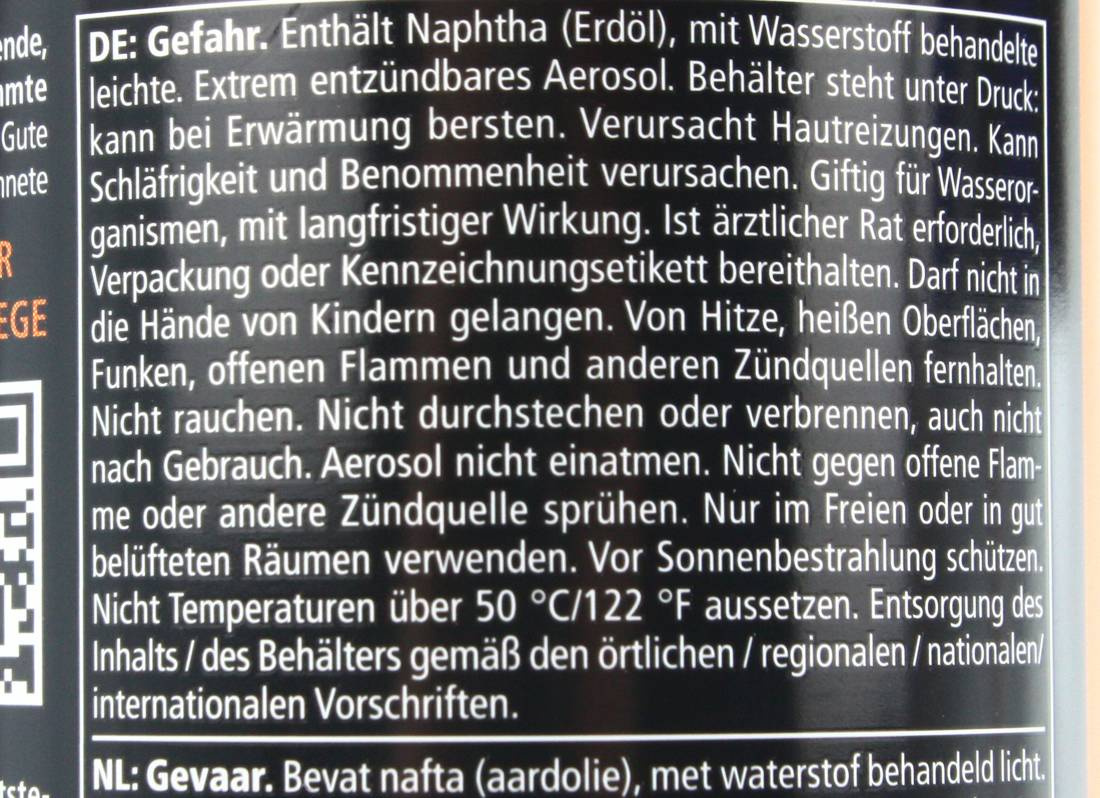 ende,
mte
Gute
nnete
R
EGE
DE: Gefahr. Enthält Naphtha (Erdöl), mit Wasserstoff behandelte
leichte. Extrem entzündbares Aerosol. Behälter steht unter Druck:
kann bei Erwärmung bersten. Verursacht Hautreizungen. Kann
Schläfrigkeit und Benommenheit verursachen. Giftig für Wasseror-
ganismen, mit langfristiger Wirkung. Ist ärztlicher Rat erforderlich,
Verpackung oder Kennzeichnungsetikett bereithalten. Darf nicht in
die Hände von Kindern gelangen. Von Hitze, heißen Oberflächen,
Funken, offenen Flammen und anderen Zündquellen fernhalten.
Nicht rauchen. Nicht durchstechen oder verbrennen, auch nicht
nach Gebrauch. Aerosol nicht einatmen. Nicht gegen offene Flam-
me oder andere Zündquelle sprühen. Nur im Freien oder in gut
belüfteten Räumen verwenden. Vor Sonnenbestrahlung schützen.
Nicht Temperaturen über 50 °C/122 °F aussetzen. Entsorgung des
Inhalts / des Behälters gemäß den örtlichen / regionalen / nationalen/
internationalen Vorschriften.
NL: Gevaar. Bevat nafta (aardolie), met waterstof behandeld licht.